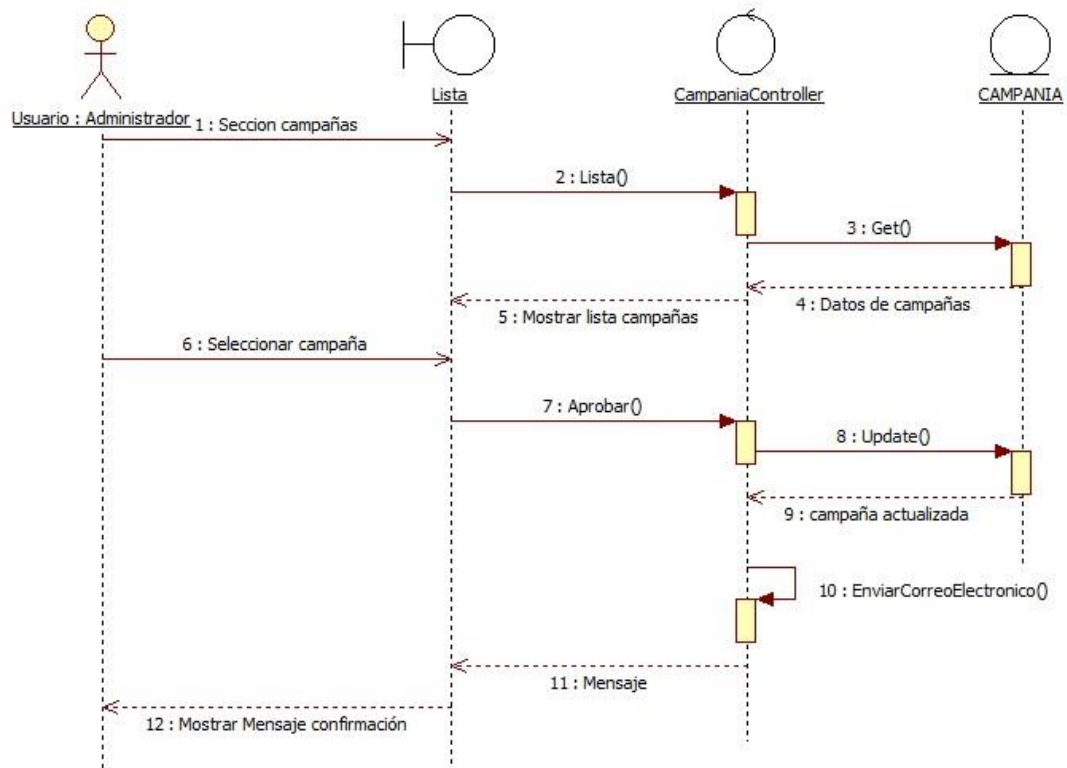 Lista
CampaniaController
CAMPANIA
Usuario : Administrador
1 : Seccion campañas
2 : Lista()
3 : Get()
4 : Datos de campañas
5 : Mostrar lista campañas
6 : Seleccionar campaña
7 : Aprobar()
8 : Update()
9 : campaña actualizada
10 : EnviarCorreoElectronico()
11 : Mensaje
12 : Mostrar Mensaje confirmación